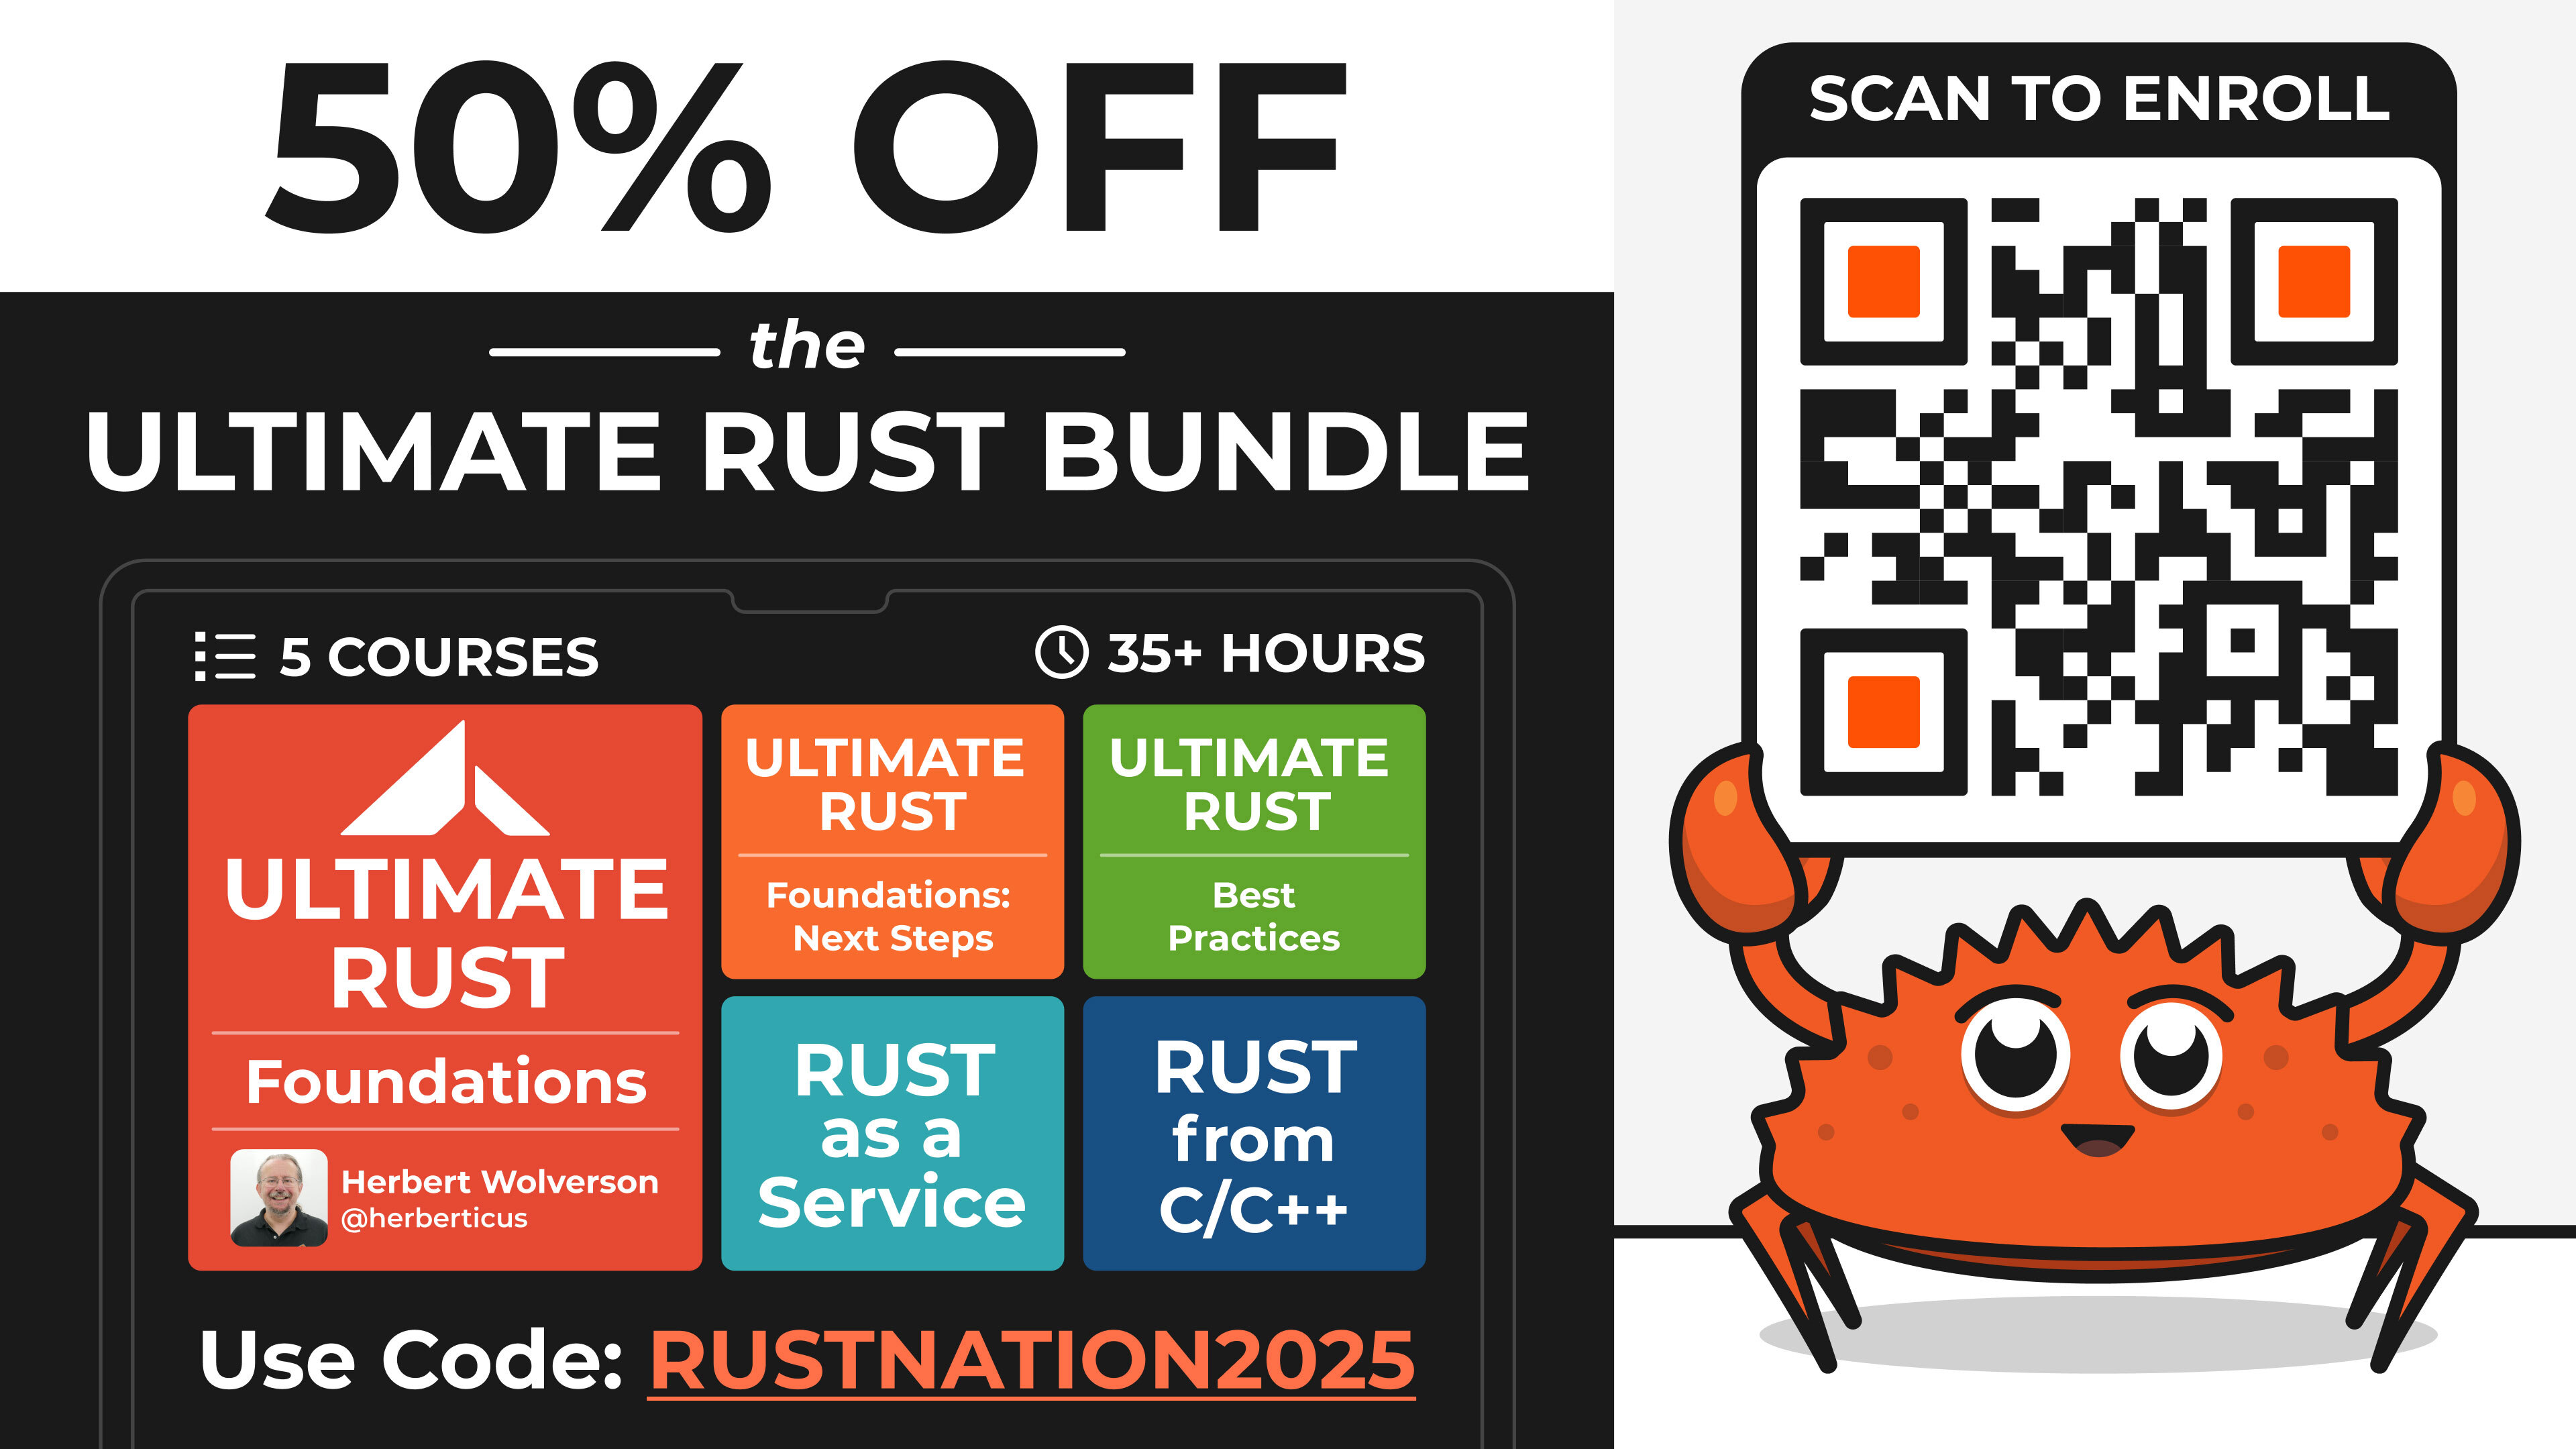 50% OFF
the
ULTIMATE RUST BUNDLE
5 COURSES
35+ HOURS
ULTIMATE
RUST
Foundations
Herbert Wolverson
@herberticus
ULTIMATE
RUST
Foundations:
Next Steps
ULTIMATE
RUST
Best
Practices
RUST
as a
Service
RUST
from
C/C++
Use Code: RUSTNATION2025
SCAN TO ENROLL